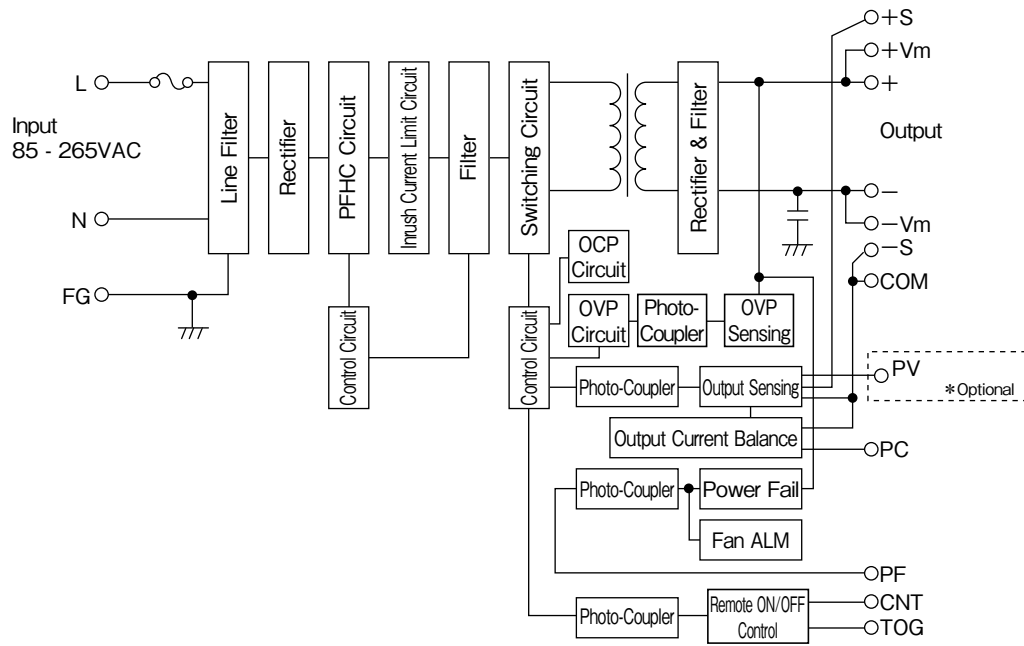 L
Input
85 - 265VAC
N
FG
Line Filter
Rectifier
PFHC Circuit
Inrush Current Limit Circuit
Filter
Switching Circuit
Rectifier & Filter
+S
+Vm
+
Output
−
−Vm
−S
COM
Control Circuit
Control Circuit
OCP
Circuit
OVP
Circuit
Photo-
Coupler
OVP
Sensing
Photo-Coupler
Output Sensing
PV
*Optional
Output Current Balance
PC
Photo-Coupler
Power Fail
Fan ALM
PF
Photo-Coupler
Remote ON/OFF
Control
CNT
TOG